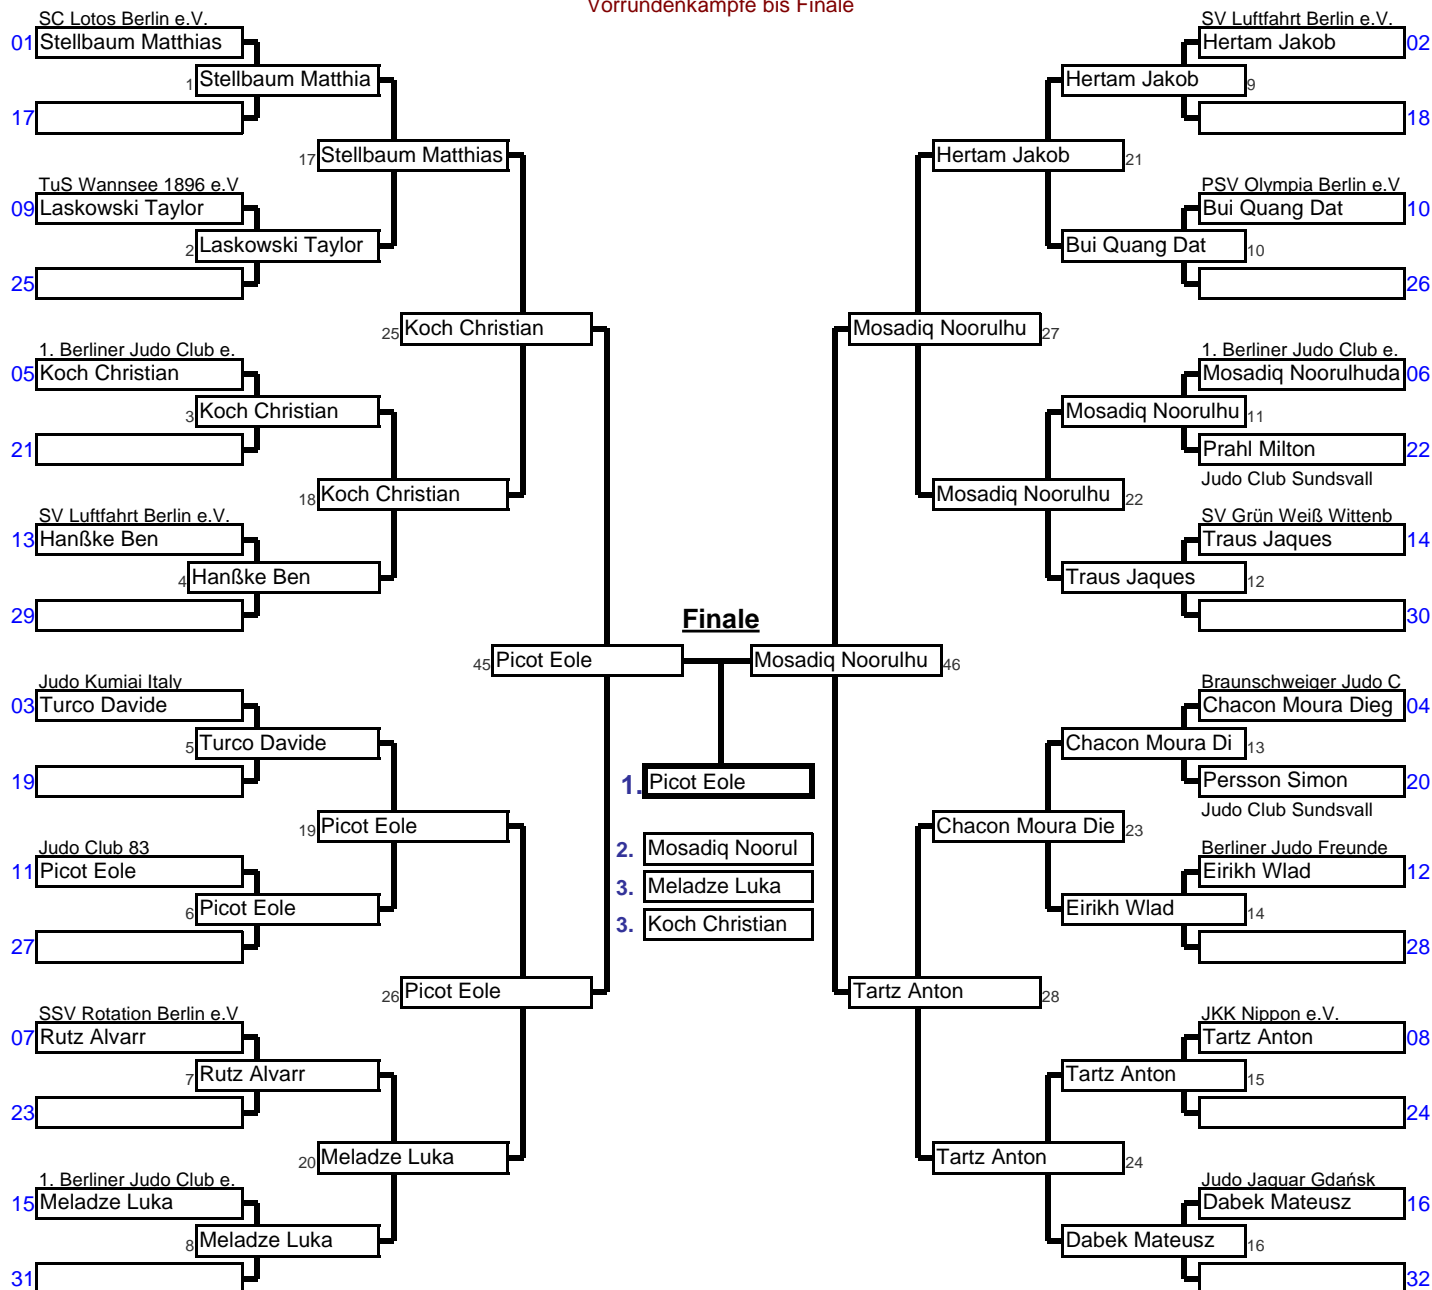 Vorrundenkämpfe bis Finale
SC Lotos Berlin e.V.
01 Stellbaum Matthias
1 Stellbaum Matthia
17
17 Stellbaum Matthias
TuS Wannsee 1896 e.V
09 Laskowski Taylor
2 Laskowski Taylor
25
25 Koch Christian
1. Berliner Judo Club e.
05 Koch Christian
3 Koch Christian
21
18 Koch Christian
SV Luftfahrt Berlin e.V.
13 Hanßke Ben
4 Hanßke Ben
29
45 Picot Eole
Judo Kumiai Italy
03 Turco Davide
5 Turco Davide
19
19 Picot Eole
Judo Club 83
11 Picot Eole
6 Picot Eole
27
26 Picot Eole
SSV Rotation Berlin e.V
07 Rutz Alvarr
7 Rutz Alvarr
23
20 Meladze Luka
1. Berliner Judo Club e.
15 Meladze Luka
8 Meladze Luka
31
Finale
1. Picot Eole
2. Mosadiq Noorul
3. Meladze Luka
3. Koch Christian
SV Luftfahrt Berlin e.V.
Hertam Jakob 02
Hertam Jakob 9
18
Hertam Jakob 21
PSV Olympia Berlin e.V
Bui Quang Dat 10
Bui Quang Dat 10
26
Mosadiq Noorulhu 27
1. Berliner Judo Club e.
Mosadiq Noorulhuda 06
Mosadiq Noorulhu 11
Prahl Milton 22
Judo Club Sundsvall
Mosadiq Noorulhu 22
SV Grün Weiß Wittenb
Traus Jaques 14
Traus Jaques 12
30
Mosadiq Noorulhu 46
Braunschweiger Judo C
Chacon Moura Dieg 04
Chacon Moura Di 13
Persson Simon 20
Judo Club Sundsvall
Chacon Moura Die 23
Berliner Judo Freunde
Eirikh Wlad 12
Eirikh Wlad 14
28
Tartz Anton 28
JKK Nippon e.V.
Tartz Anton 08
Tartz Anton 15
24
Tartz Anton 24
Judo Jaguar Gdańsk
Dabek Mateusz 16
Dabek Mateusz 16
32